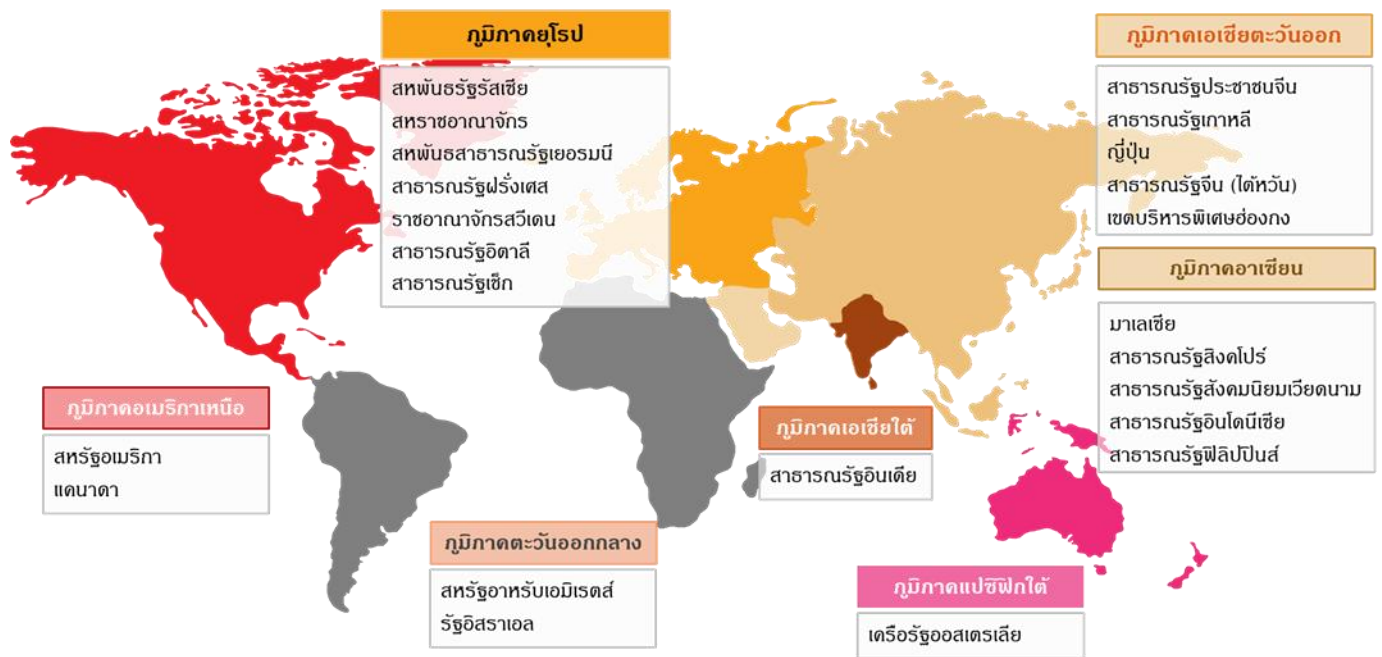 ภูมิภาคยุโรป
สหพันธรัฐรัสเซีย
สหราชอาณาจักร
สหพันธสาธารณรัฐเยอรมนี
สาธารณรัฐฝรั่งเศส
ราชอาณาจักรสวีเดน
สาธารณรัฐอิตาลี
สาธารณรัฐเช็ก
ภูมิภาคเอเชียตะวันออก
สาธารณรัฐประชาชนจีน
สาธารณรัฐเกาหลี
ญี่ปุ่น
สาธารณรัฐจีน (ไต้หวัน)
เขตบริหารพิเศษฮ่องกง
ภูมิภาคอาเซียน
มาเลเซีย
สาธารณรัฐสิงคโปร์
สาธารณรัฐสังคมนิยมเวียดนาม
สาธารณรัฐอินโดนีเซีย
สาธารณรัฐฟิลิปปินส์
ภูมิภาคอเมริกาเหนือ
สหรัฐอเมริกา
แคนาดา
ภูมิภาคเอเชียใต้
สาธารณรัฐอินเดีย
ภูมิภาคตะวันออกกลาง
สหรัฐอาหรับเอมิเรตส์
รัฐอิสราเอล
ภูมิภาคแปซิฟิกใต้
เครือรัฐออสเตรเลีย